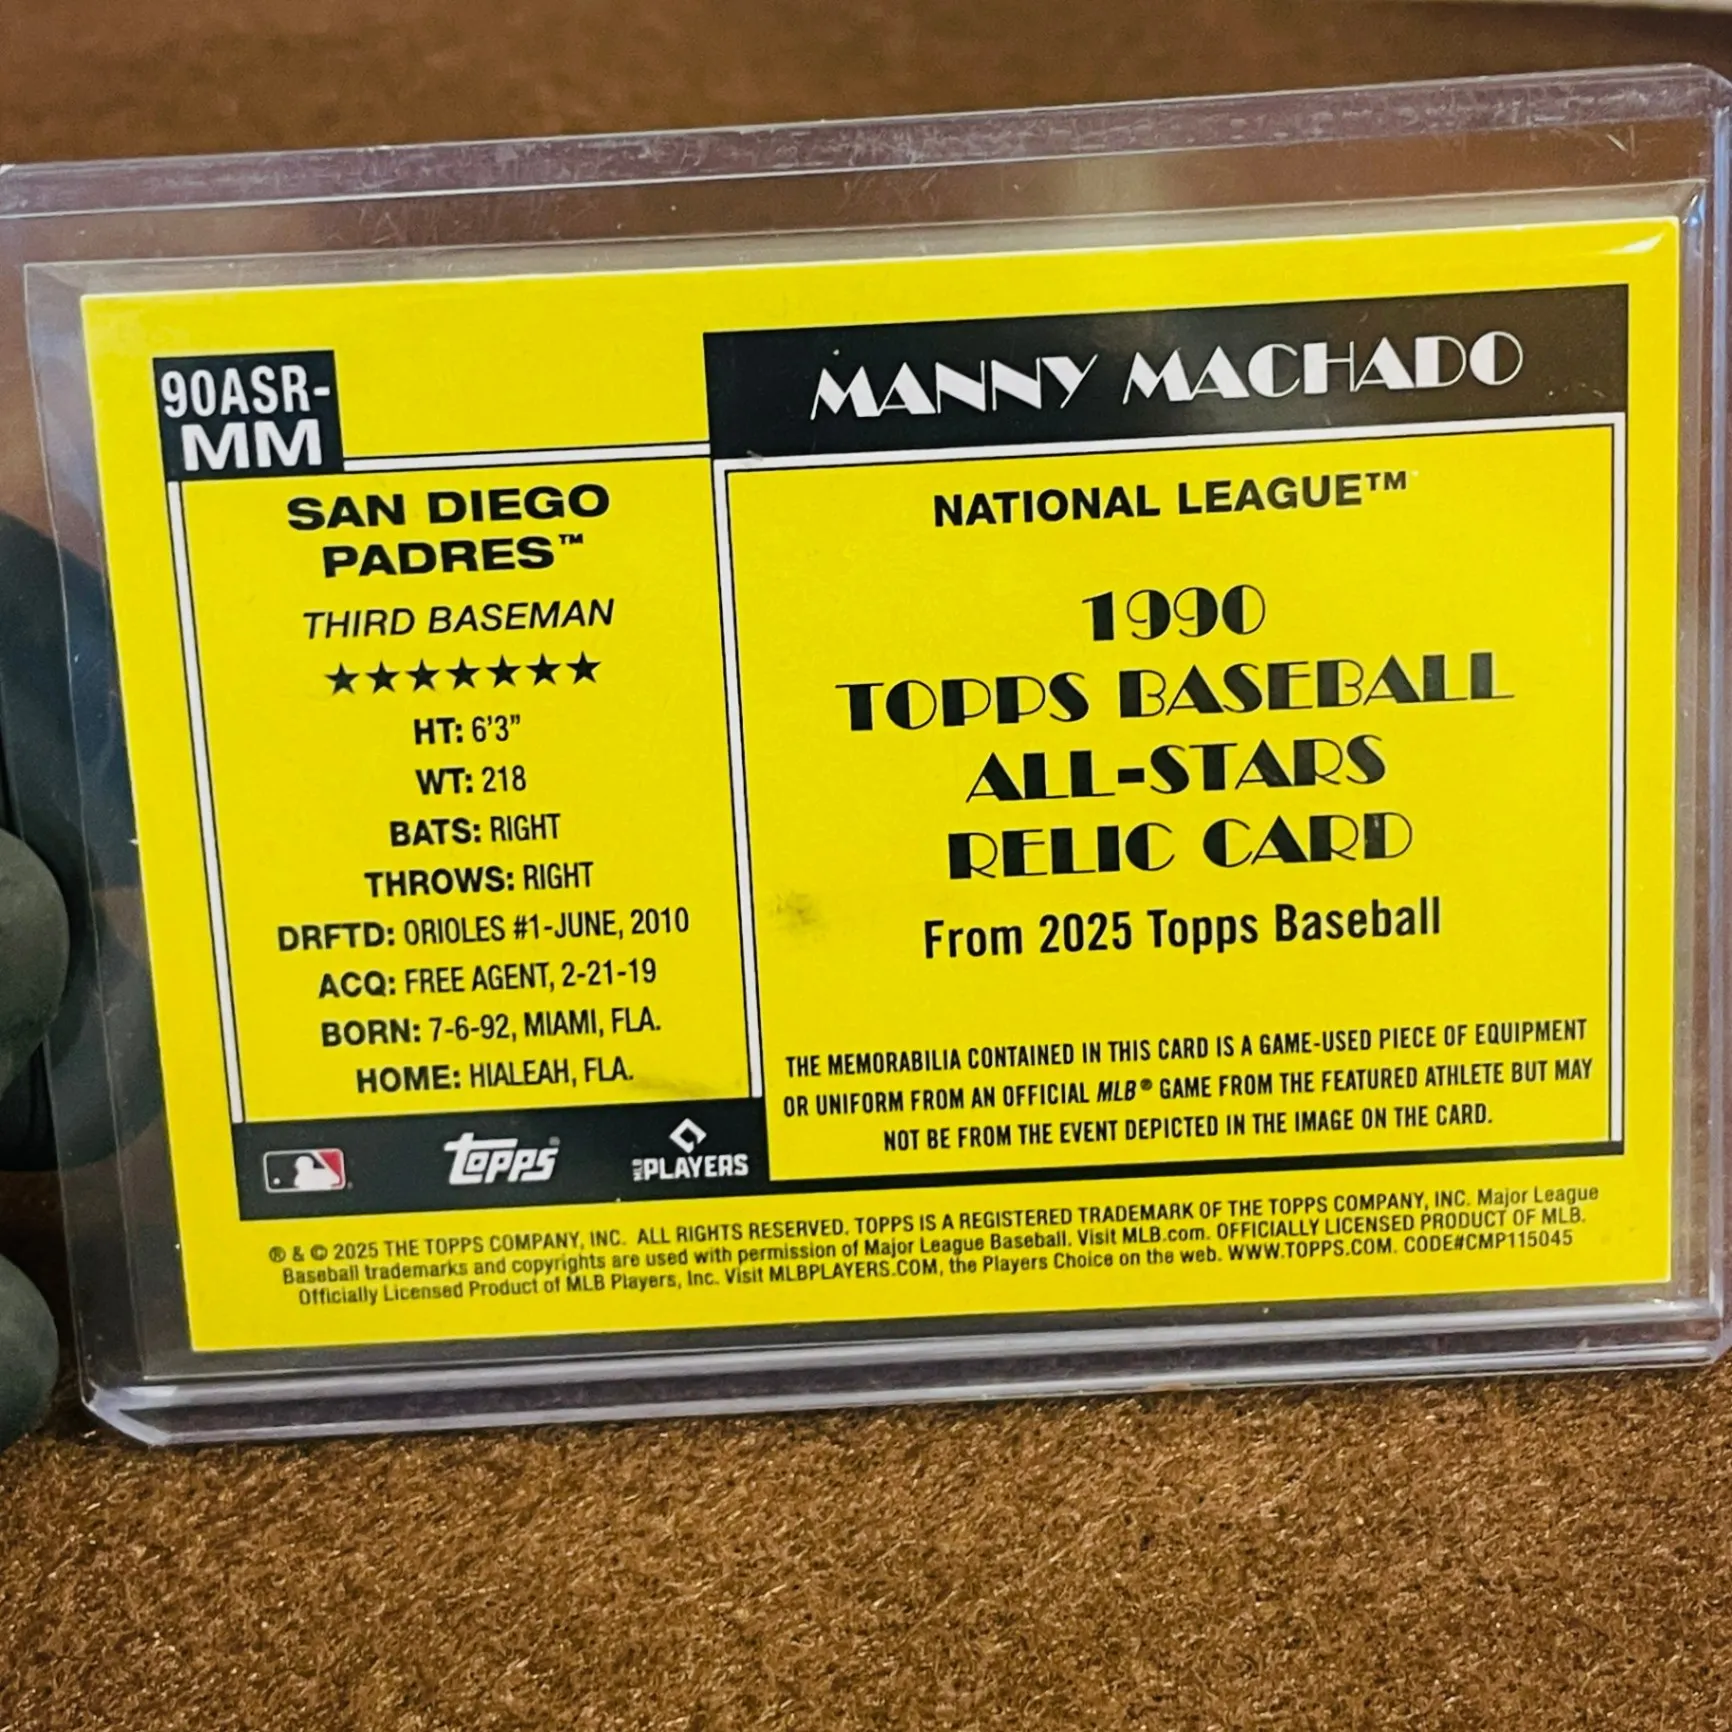 90ASR-
MM
MANNY MACHADO
SAN DIEGO
PADRES™
THIRD BASEMAN
★★★★★★★
HT: 6'3"
WT: 218
BATS: RIGHT
THROWS: RIGHT
DRFTD: ORIOLES #1-JUNE, 2010
ACQ: FREE AGENT, 2-21-19
BORN: 7-6-92, MIAMI, FLA.
HOME: HIALEAH, FLA.
NATIONAL LEAGUE™
1990
TOPPS BASEBALL
ALL-STARS
RELIC CARD
From 2025 Topps Baseball
THE MEMORABILIA CONTAINED IN THIS CARD IS A GAME-USED PIECE OF EQUIPMENT
OR UNIFORM FROM AN OFFICIAL MLB® GAME FROM THE FEATURED ATHLETE BUT MAY
NOT BE FROM THE EVENT DEPICTED IN THE IMAGE ON THE CARD.
topps®
MLB PLAYERS
® & © 2025 THE TOPPS COMPANY, INC. ALL RIGHTS RESERVED. TOPPS IS A REGISTERED TRADEMARK OF THE TOPPS COMPANY, INC. Major League
Baseball trademarks and copyrights are used with permission of Major League Baseball. Visit MLB.com. OFFICIALLY LICENSED PRODUCT OF MLB.
Officially Licensed Product of MLB Players, Inc. Visit MLBPLAYERS.COM, the Players Choice on the web. WWW.TOPPS.COM. CODE#CMP115045